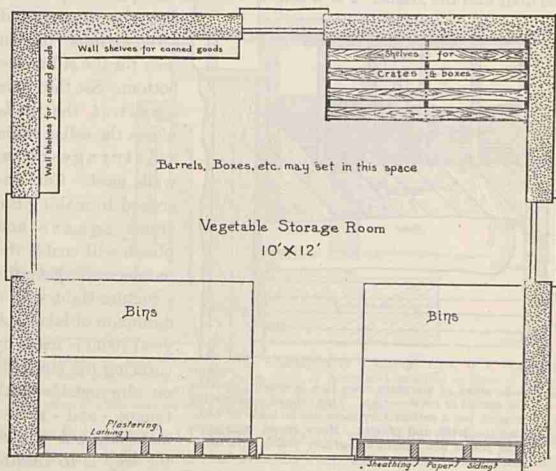 Wall shelves for canned goods
Wall shelves for canned goods
Shelves for
Crates & boxes
Barrels, Boxes, etc. may set in this space
Vegetable Storage Room
10' X 12'
Bins
Bins
Plastering
Lathing
Sheathing Paper Siding